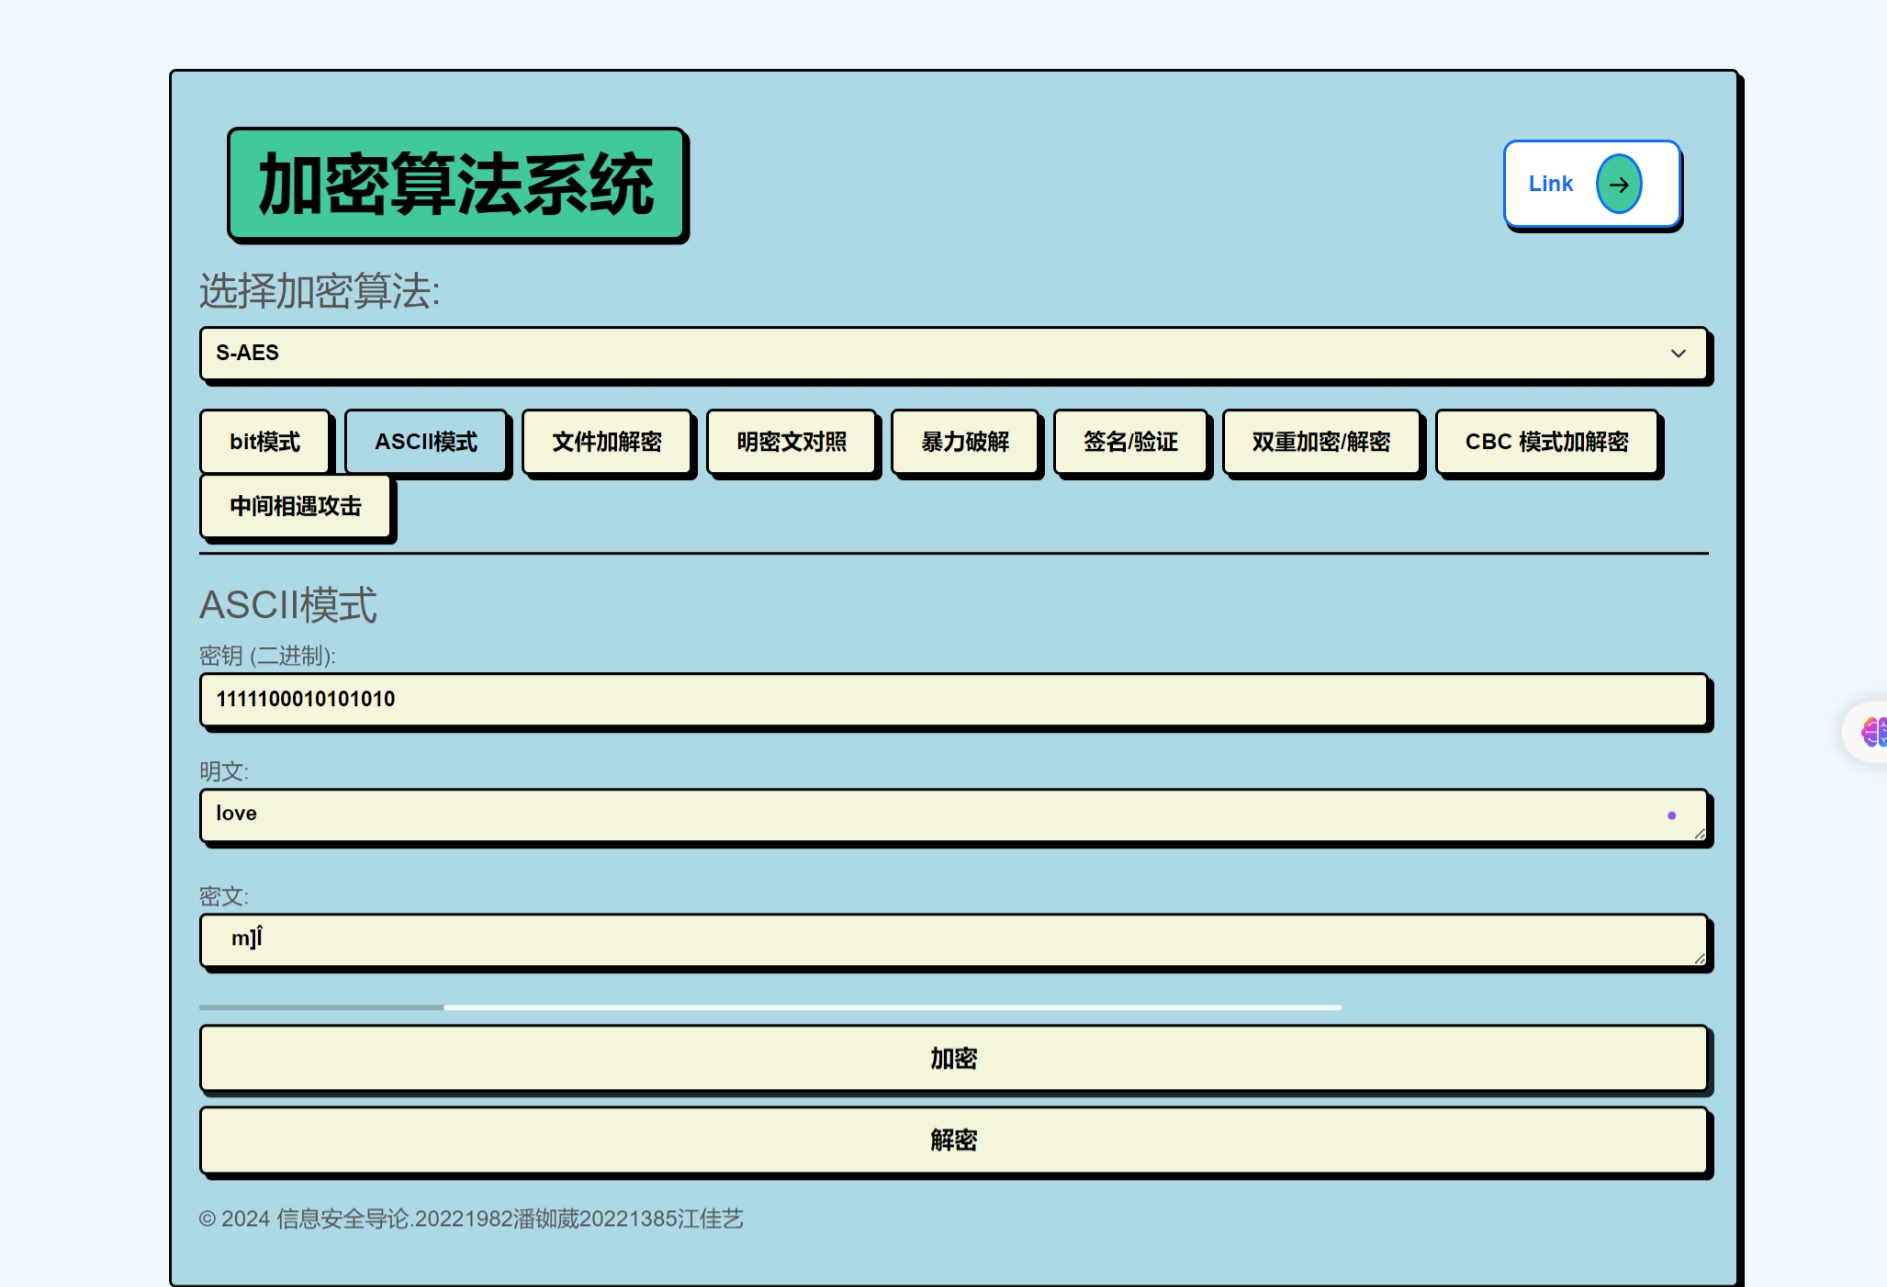 加密算法系统
Link
选择加密算法:
S-AES
bit模式 ASCII模式 文件加解密 明密文对照 暴力破解 签名/验证 双重加密/解密 CBC 模式加解密
中间相遇攻击
ASCII模式
密钥 (二进制):
1111100010101010
明文:
love
密文:
m]Î
加密
解密
© 2024 信息安全导论.20221982潘铷葳20221385江佳艺